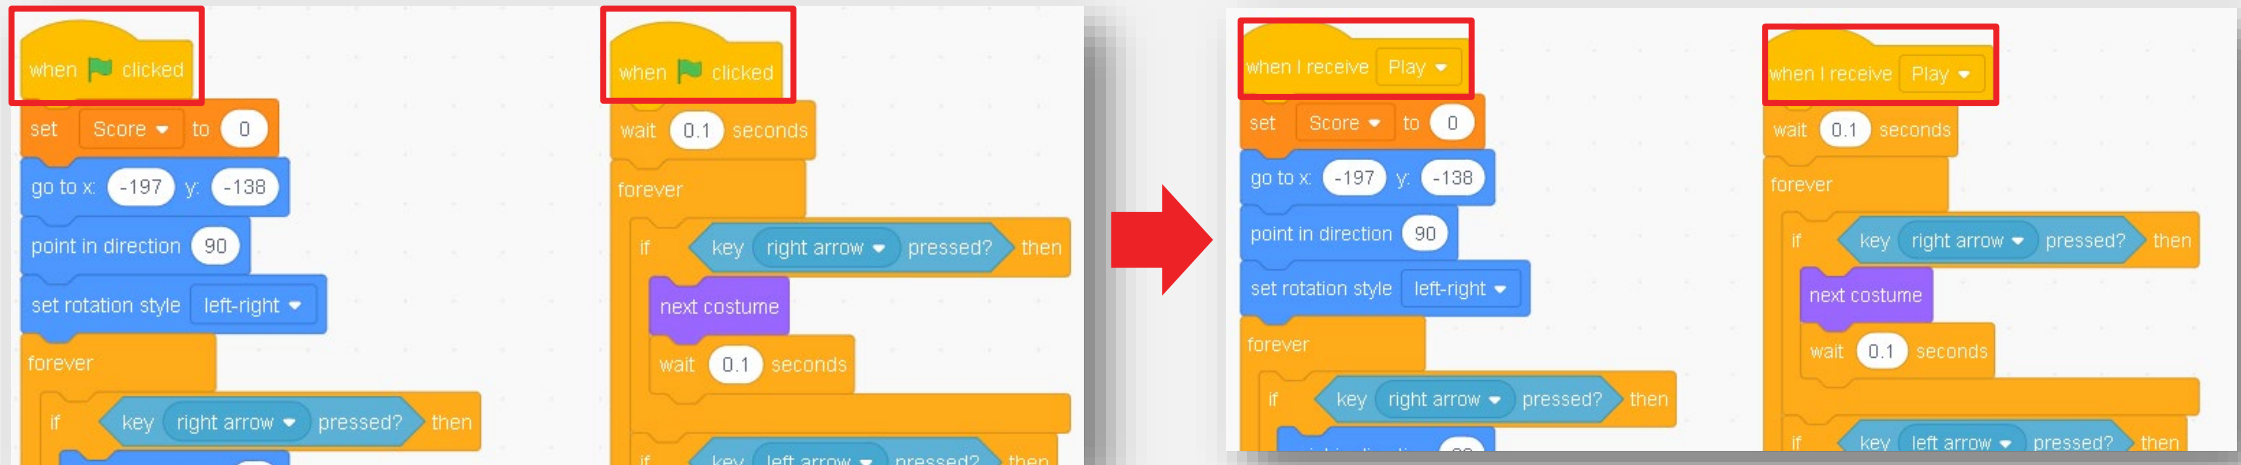 when clicked
set Score to 0
go to x: -197 y: -138
point in direction 90
set rotation style left-right
forever
if key right arrow pressed? then
when clicked
wait 0.1 seconds
forever
if key right arrow pressed? then
next costume
wait 0.1 seconds
if key left arrow pressed? then
when I receive Play
set Score to 0
go to x: -197 y: -138
point in direction 90
set rotation style left-right
forever
if key right arrow pressed? then
when I receive Play
wait 0.1 seconds
forever
if key right arrow pressed? then
next costume
wait 0.1 seconds
if key left arrow pressed? then